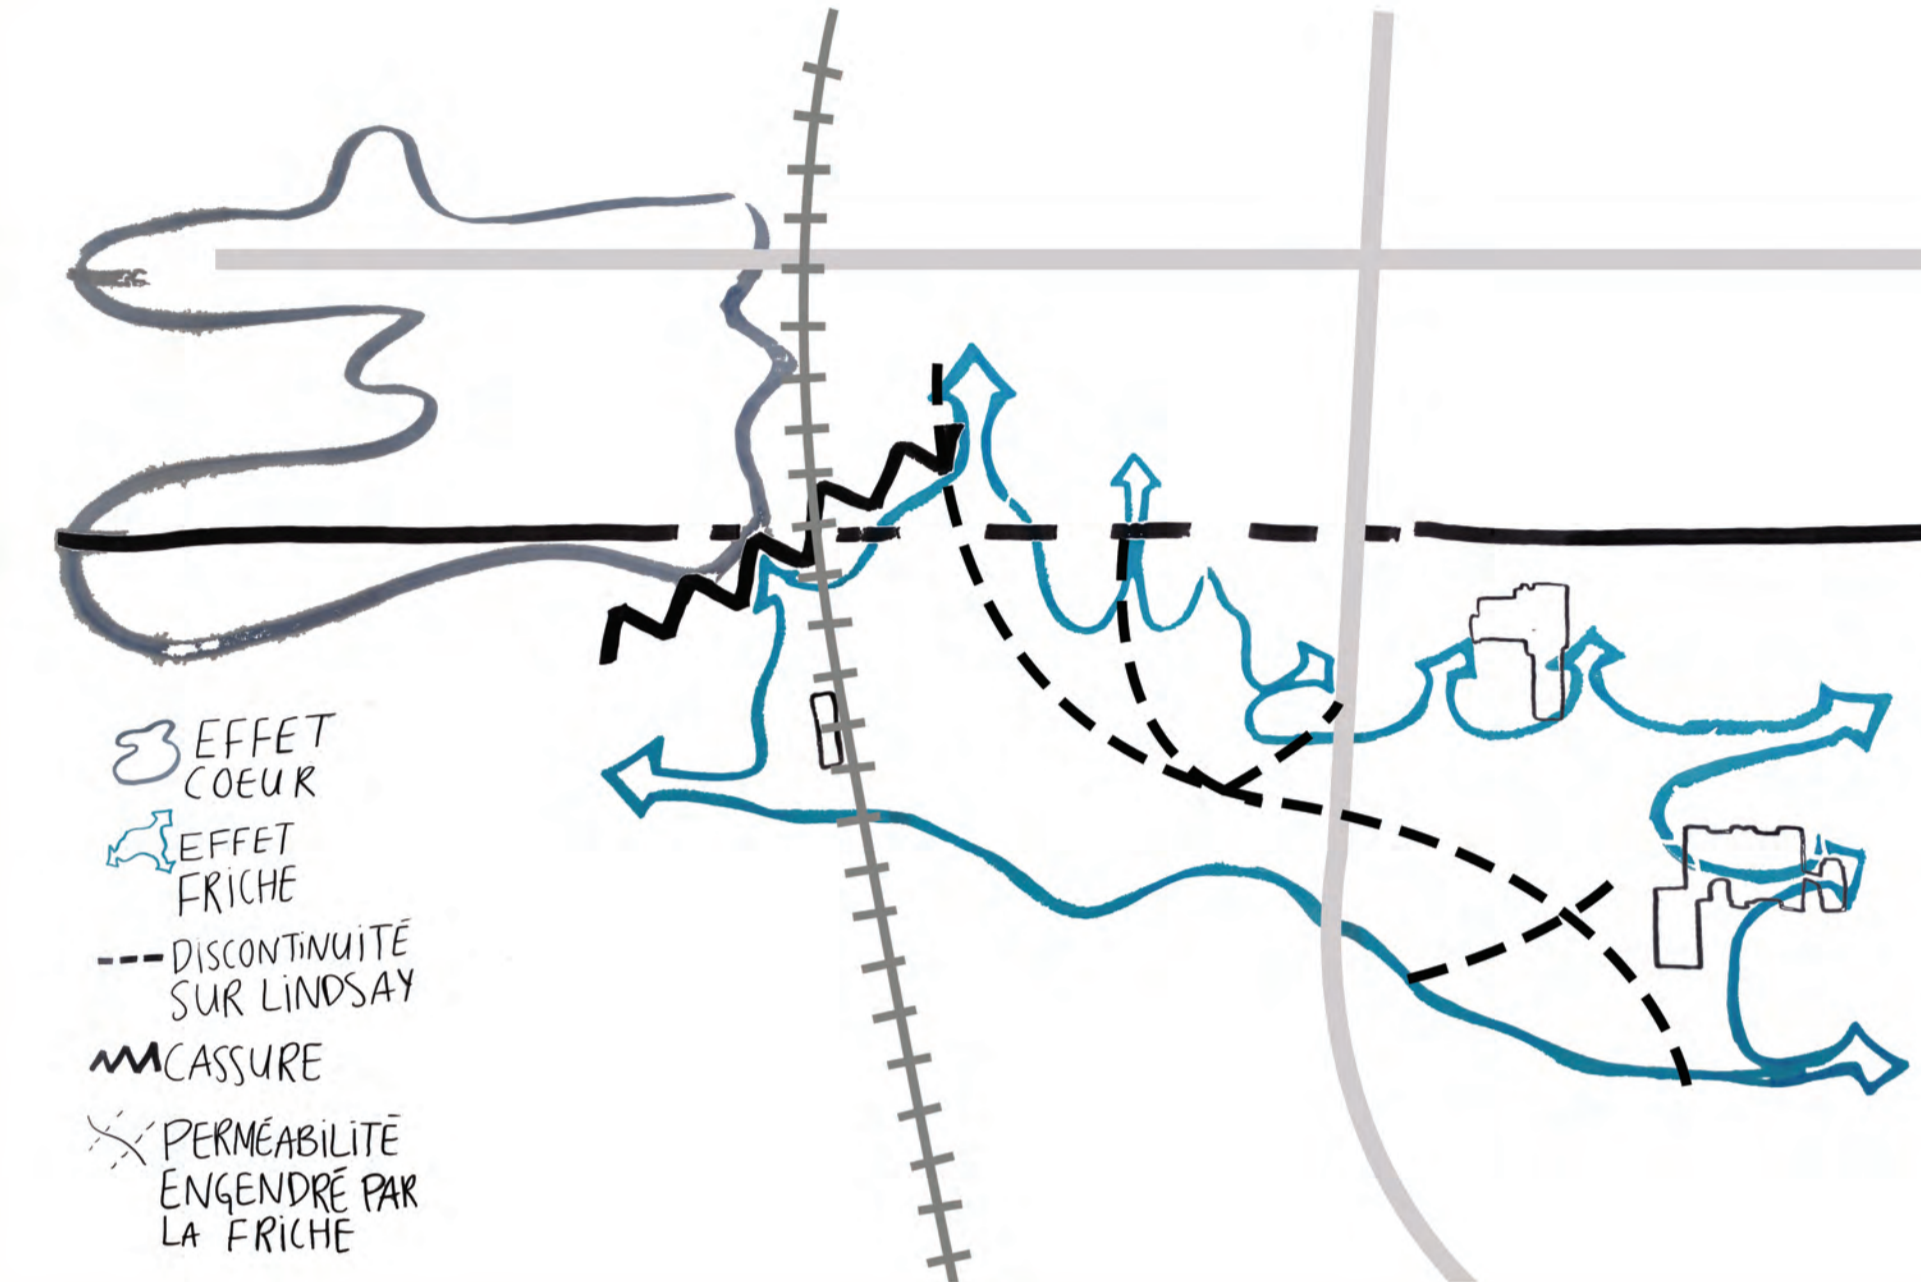 EFFET
COEUR
EFFET
FRICHE
DISCONTINUITÉ
SUR LINDSAY
CASSURE
PERMÉABILITÉ
ENGENDRÉ PAR
LA FRICHE